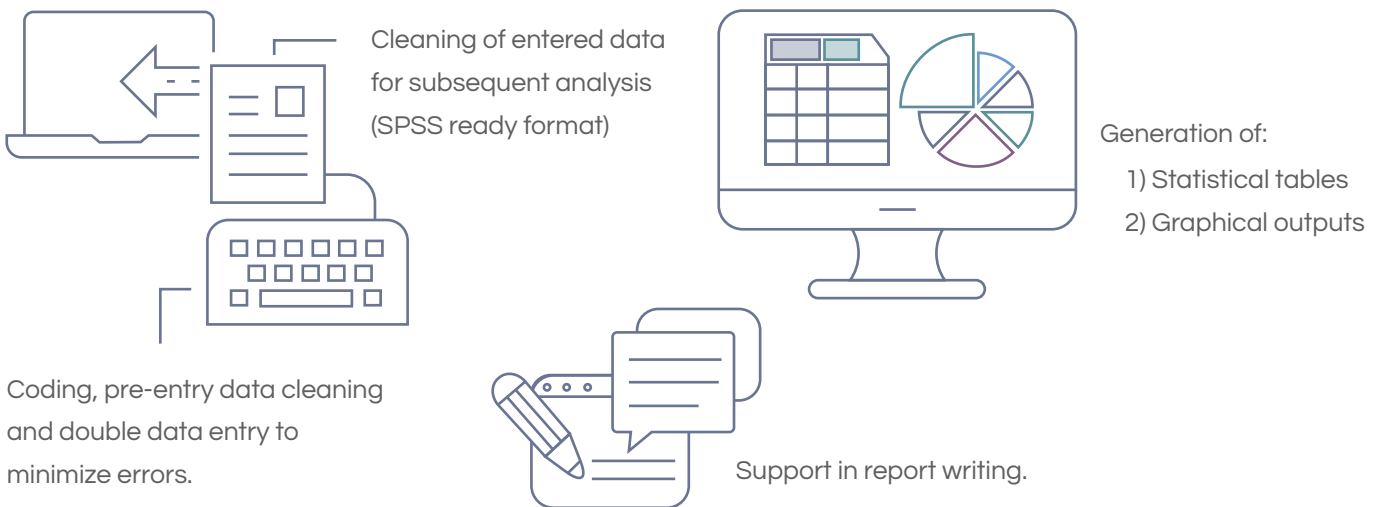 Cleaning of entered data
for subsequent analysis
(SPSS ready format)
Generation of:
1) Statistical tables
2) Graphical outputs
Coding, pre-entry data cleaning
and double data entry to
minimize errors.
Support in report writing.